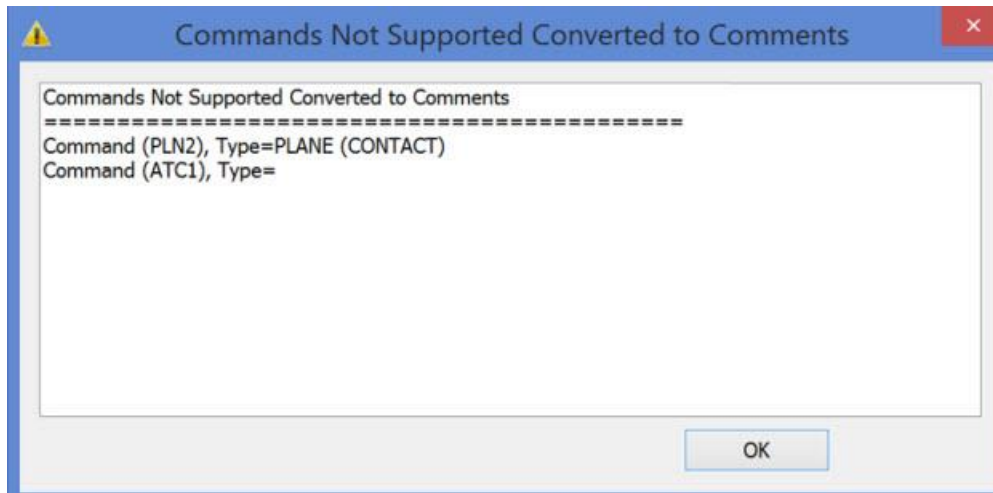 Commands Not Supported Converted to Comments
Commands Not Supported Converted to Comments
============================================
Command (PLN2), Type=PLANE (CONTACT)
Command (ATC1), Type=
OK